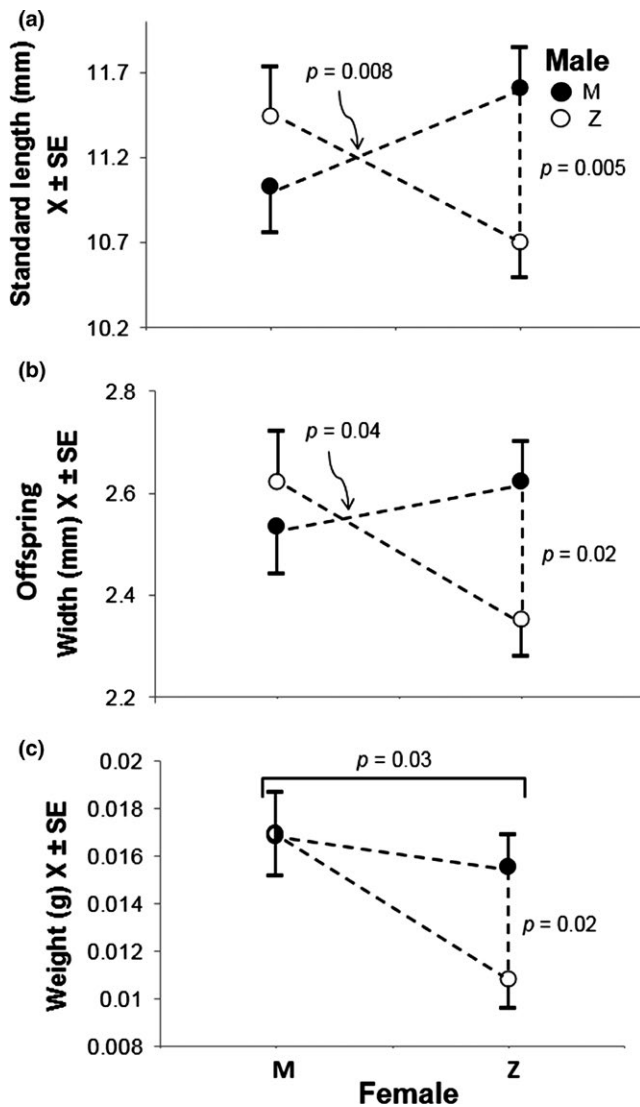 (a)
Standard length (mm)
X ± SE
11.7
11.2
10.7
10.2
p = 0.008
Male
M
Z
p = 0.005
(b)
Offspring
Width (mm) X ± SE
2.8
2.6
2.4
2.2
p = 0.04
p = 0.02
(c)
Weight (g) X ± SE
0.02
0.018
0.016
0.014
0.012
0.01
0.008
p = 0.03
p = 0.02
M
Z
Female